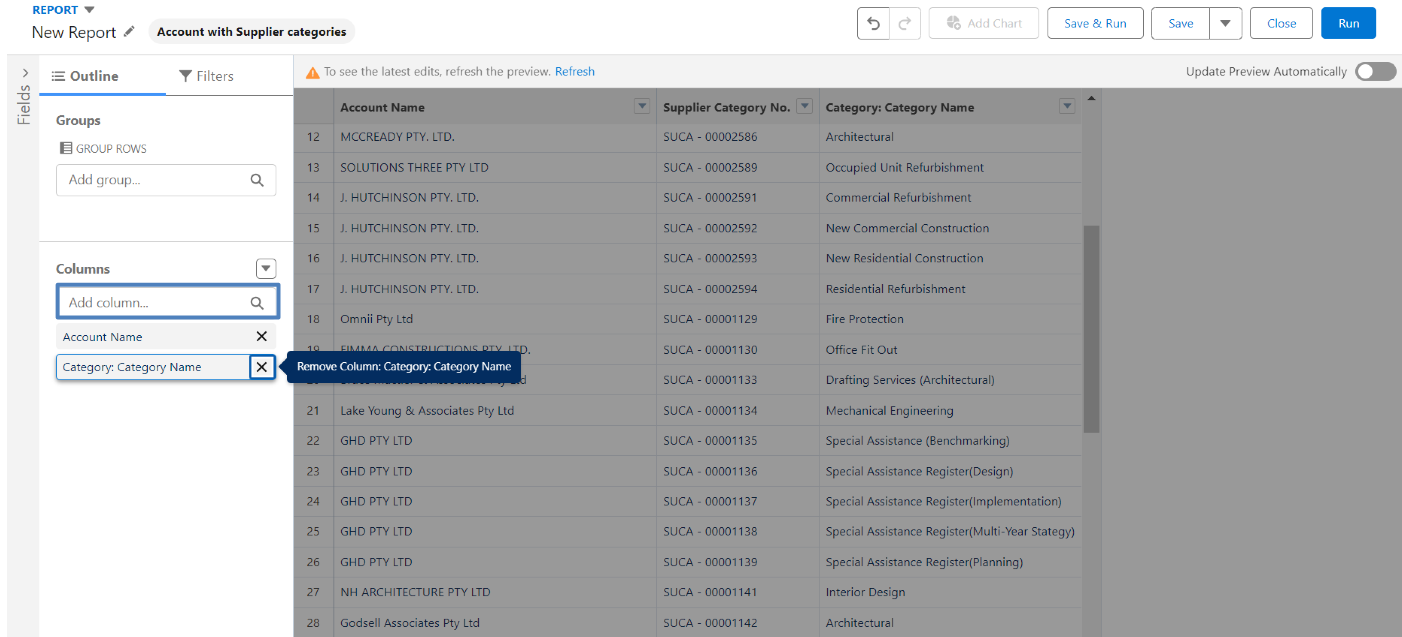 REPORT
New Report
Account with Supplier categories
Add Chart
Save & Run
Save
Close
Run
Fields
Outline
Filters
To see the latest edits, refresh the preview. Refresh
Update Preview Automatically
Groups
GROUP ROWS
Add group...
Columns
Add column...
Account Name
Category: Category Name
Remove Column: Category: Category Name
Account Name Supplier Category No. Category: Category Name
12 MCCREADY PTY. LTD. SUCA - 00002586 Architectural
13 SOLUTIONS THREE PTY LTD SUCA - 00002589 Occupied Unit Refurbishment
14 J. HUTCHINSON PTY. LTD. SUCA - 00002591 Commercial Refurbishment
15 J. HUTCHINSON PTY. LTD. SUCA - 00002592 New Commercial Construction
16 J. HUTCHINSON PTY. LTD. SUCA - 00002593 New Residential Construction
17 J. HUTCHINSON PTY. LTD. SUCA - 00002594 Residential Refurbishment
18 Omnii Pty Ltd SUCA - 00001129 Fire Protection
19 FIMMA CONSTRUCTIONS PTY. LTD. SUCA - 00001130 Office Fit Out
SUCA - 00001133 Drafting Services (Architectural)
21 Lake Young & Associates Pty Ltd SUCA - 00001134 Mechanical Engineering
22 GHD PTY LTD SUCA - 00001135 Special Assistance (Benchmarking)
23 GHD PTY LTD SUCA - 00001136 Special Assistance Register(Design)
24 GHD PTY LTD SUCA - 00001137 Special Assistance Register(Implementation)
25 GHD PTY LTD SUCA - 00001138 Special Assistance Register(Multi-Year Stategy)
26 GHD PTY LTD SUCA - 00001139 Special Assistance Register(Planning)
27 NH ARCHITECTURE PTY LTD SUCA - 00001141 Interior Design
28 Godsell Associates Pty Ltd SUCA - 00001142 Architectural